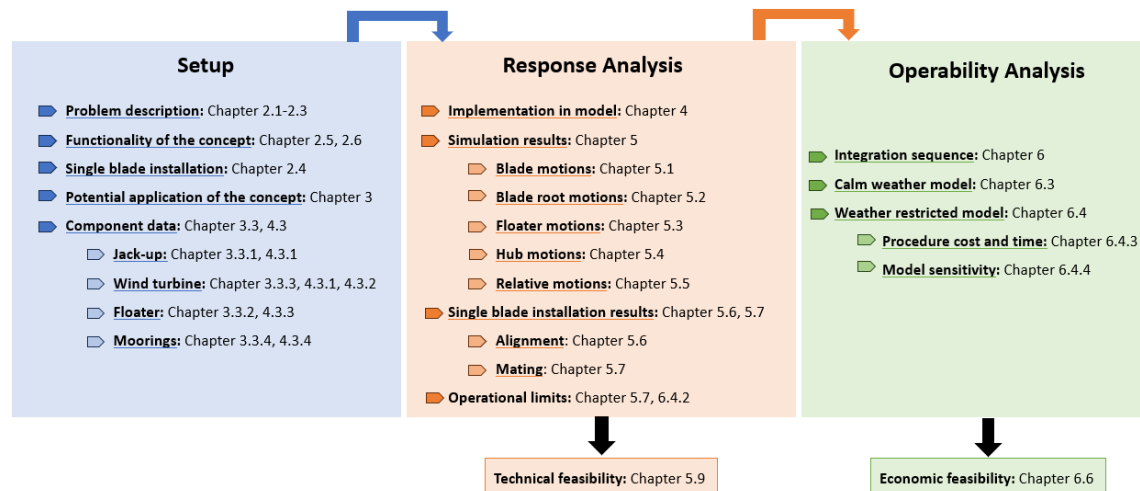 Setup
Problem description: Chapter 2.1-2.3
Functionality of the concept: Chapter 2.5, 2.6
Single blade installation: Chapter 2.4
Potential application of the concept: Chapter 3
Component data: Chapter 3.3, 4.3
Jack-up: Chapter 3.3.1, 4.3.1
Wind turbine: Chapter 3.3.3, 4.3.1, 4.3.2
Floater: Chapter 3.3.2, 4.3.3
Moorings: Chapter 3.3.4, 4.3.4
Response Analysis
Implementation in model: Chapter 4
Simulation results: Chapter 5
Blade motions: Chapter 5.1
Blade root motions: Chapter 5.2
Floater motions: Chapter 5.3
Hub motions: Chapter 5.4
Relative motions: Chapter 5.5
Single blade installation results: Chapter 5.6, 5.7
Alignment: Chapter 5.6
Mating: Chapter 5.7
Operational limits: Chapter 5.7, 6.4.2
Technical feasibility: Chapter 5.9
Operability Analysis
Integration sequence: Chapter 6
Calm weather model: Chapter 6.3
Weather restricted model: Chapter 6.4
Procedure cost and time: Chapter 6.4.3
Model sensitivity: Chapter 6.4.4
Economic feasibility: Chapter 6.6